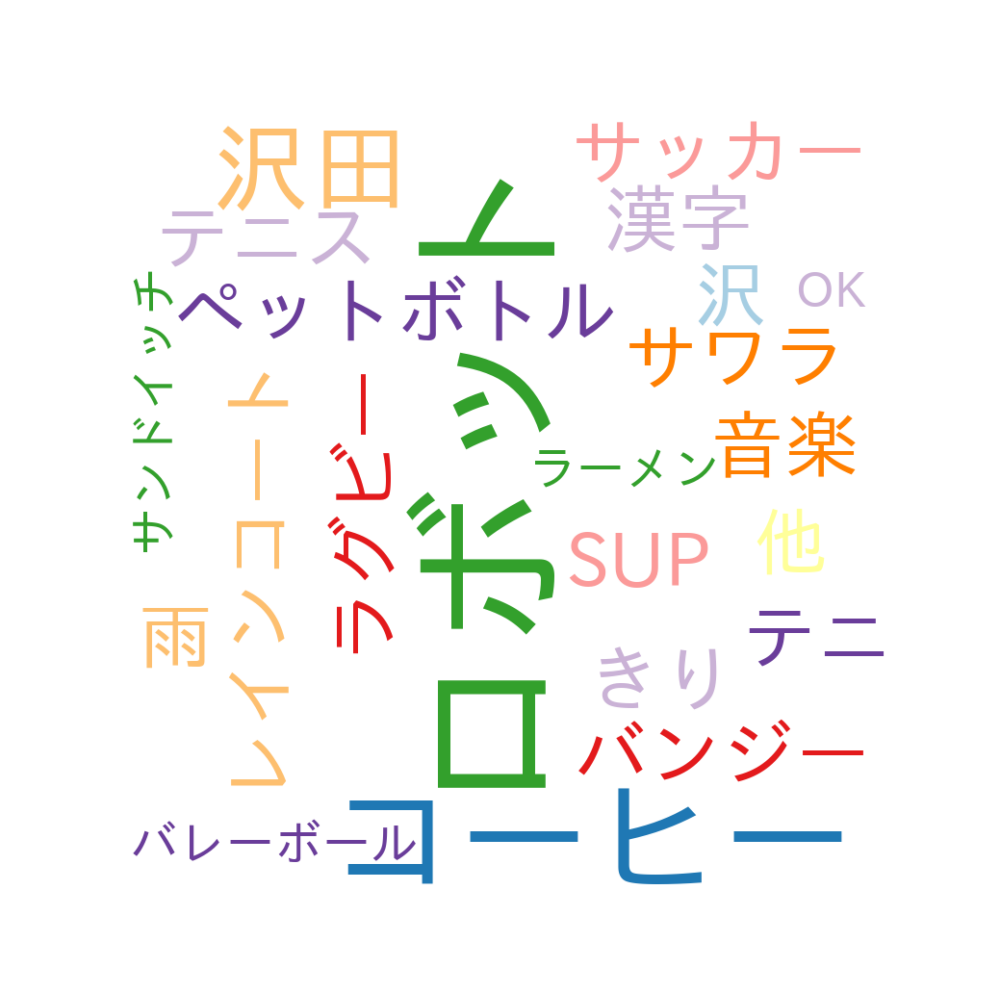 沢田
サッカー
テニス
漢字
沢
OK
ペットボトル
サワラ
サンドイッチ
レインコート
ラグビー
ロボット
音楽
ラーメン
SUP
他
雨
テニ
きり
バンジー
バレーボール
コーヒー